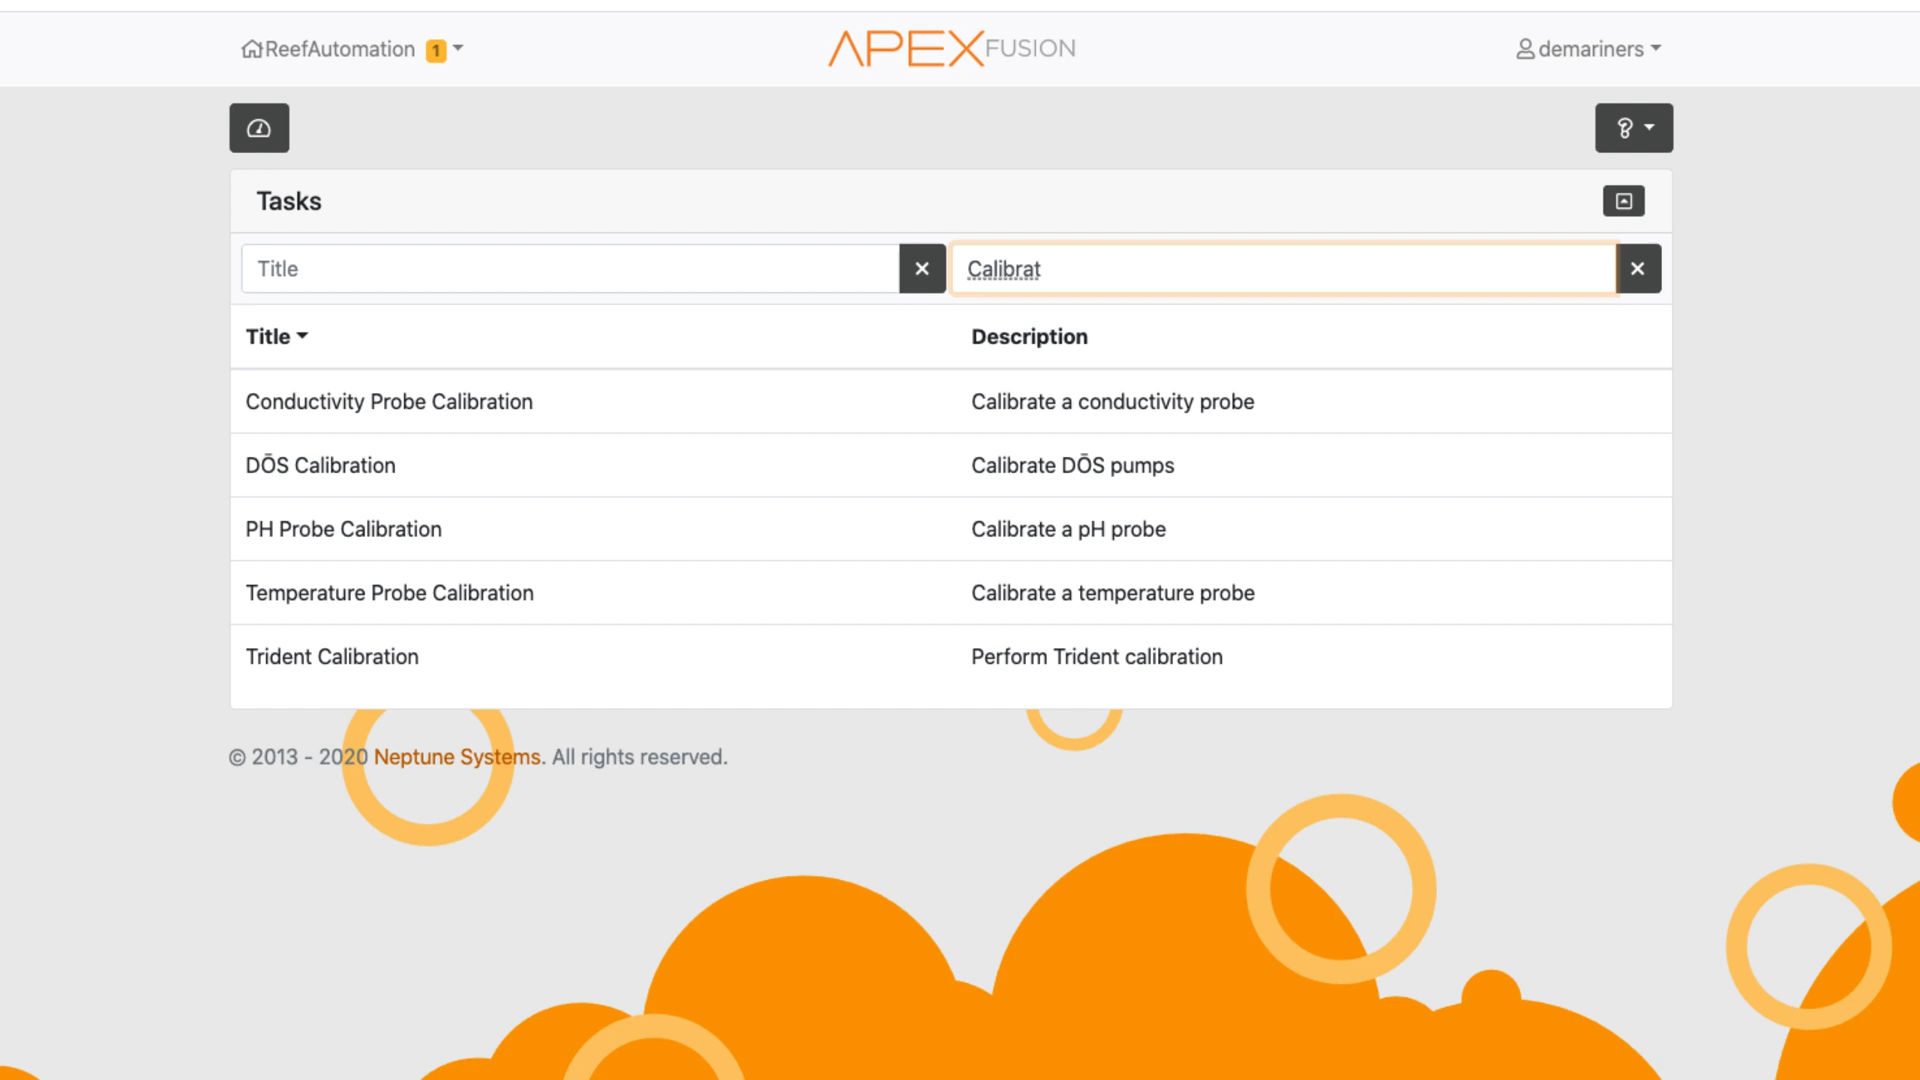 ReefAutomation 1
APEX FUSION
demariners
Tasks
Title
Calibrat
Title Description
Conductivity Probe Calibration Calibrate a conductivity probe
DŌS Calibration Calibrate DŌS pumps
PH Probe Calibration Calibrate a pH probe
Temperature Probe Calibration Calibrate a temperature probe
Trident Calibration Perform Trident calibration
© 2013 - 2020 Neptune Systems. All rights reserved.